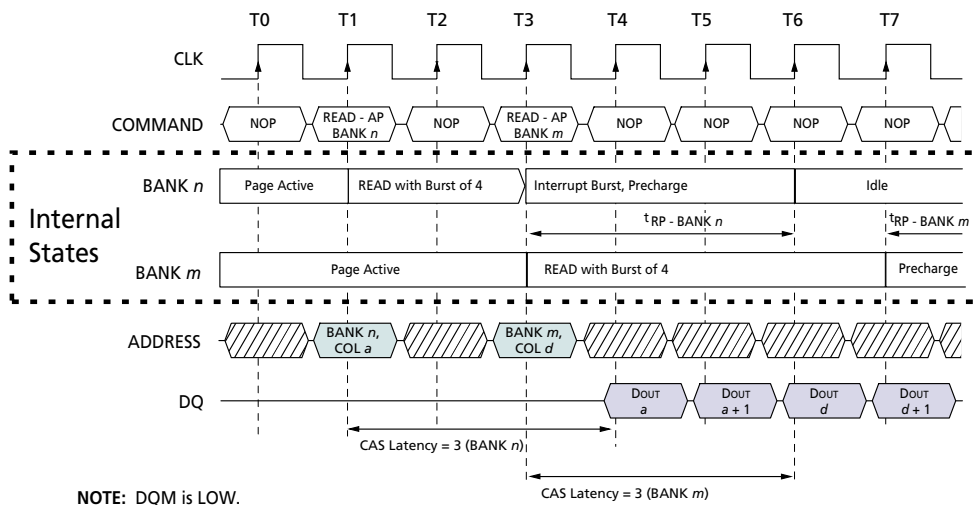 T0 T1 T2 T3 T4 T5 T6 T7
CLK
COMMAND NOP READ - AP BANK n NOP READ - AP BANK m NOP NOP NOP NOP
BANK n Page Active READ with Burst of 4 Interrupt Burst, Precharge Idle
Internal States
tRP - BANK n tRP - BANK m
BANK m Page Active READ with Burst of 4 Precharge
ADDRESS BANK n, COL a BANK m, COL d
DQ DOUT a DOUT a + 1 DOUT d DOUT d + 1
CAS Latency = 3 (BANK n)
CAS Latency = 3 (BANK m)
NOTE: DQM is LOW.